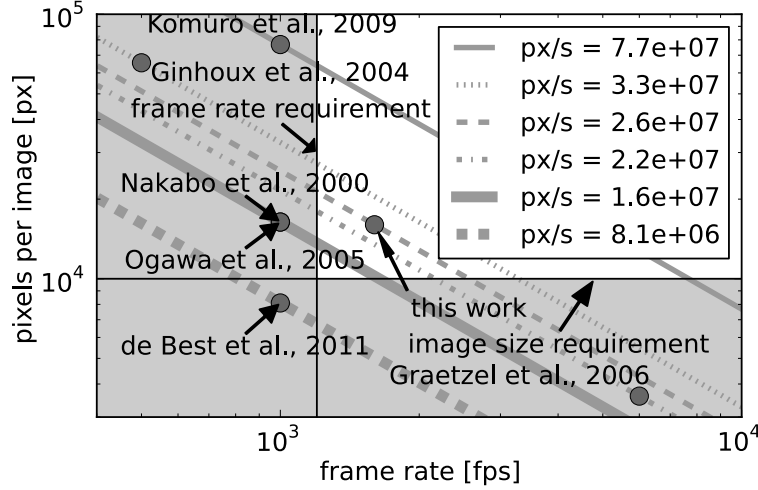 10^5
Komuro et al., 2009
Ginhoux et al., 2004
frame rate requirement
px/s = 7.7e+07
px/s = 3.3e+07
px/s = 2.6e+07
px/s = 2.2e+07
px/s = 1.6e+07
px/s = 8.1e+06
pixels per image [px]
Nakabo et al., 2000
Ogawa et al., 2005
10^4
this work
de Best et al., 2011
image size requirement
Graetzel et al., 2006
10^3
10^4
frame rate [fps]